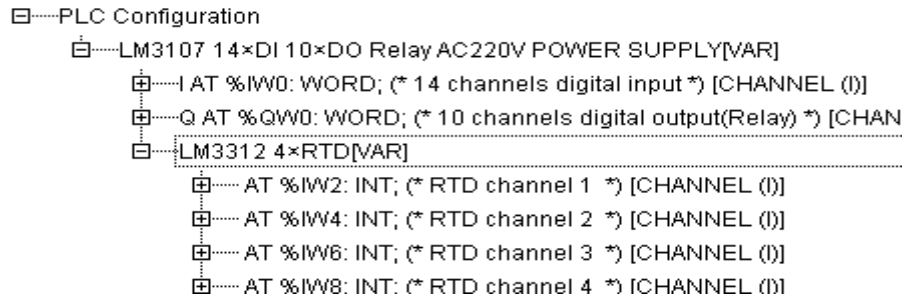 PLC Configuration
LM3107 14×DI 10×DO Relay AC220V POWER SUPPLY[VAR]
I AT %IW0: WORD; (* 14 channels digital input *) [CHANNEL (I)]
Q AT %QW0: WORD; (* 10 channels digital output(Relay) *) [CHAN
LM3312 4×RTD[VAR]
AT %IW2: INT; (* RTD channel 1 *) [CHANNEL (I)]
AT %IW4: INT; (* RTD channel 2 *) [CHANNEL (I)]
AT %IW6: INT; (* RTD channel 3 *) [CHANNEL (I)]
AT %IW8: INT; (* RTD channel 4 *) [CHANNEL (I)]